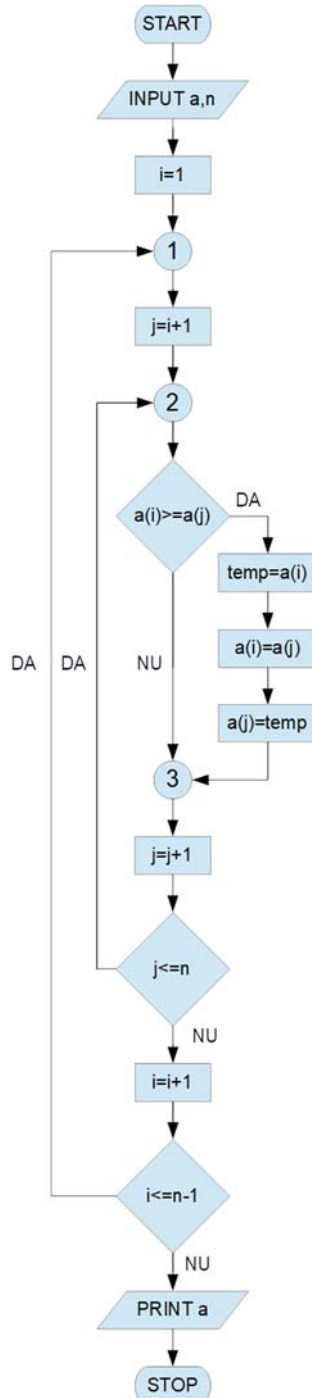 START
INPUT a,n
i=1
1
j=i+1
2
a(i)>=a(j)
DA
temp=a(i)
a(i)=a(j)
a(j)=temp
DA
DA
NU
3
j=j+1
j<=n
NU
i=i+1
i<=n-1
NU
PRINT a
STOP